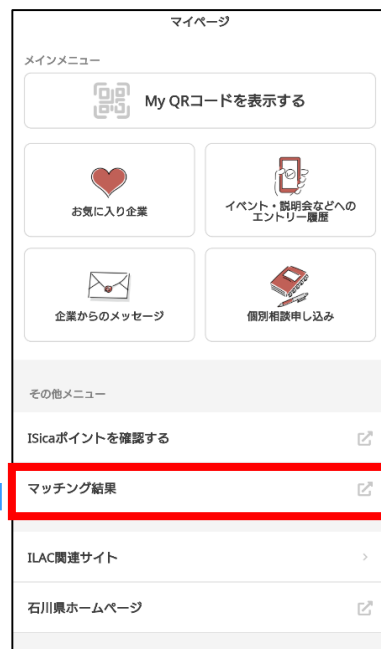 マイページ
メインメニュー
My QRコードを表示する
お気に入り企業
イベント・説明会などへの
エントリー履歴
企業からのメッセージ
個別相談申し込み
その他メニュー
ISicaポイントを確認する
マッチング結果
ILAC関連サイト
石川県ホームページ